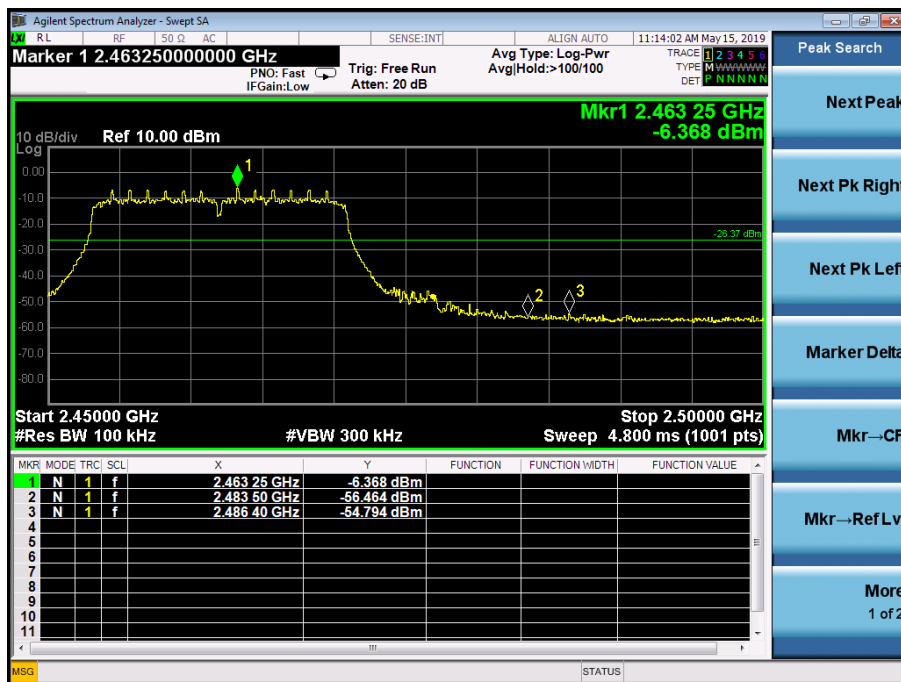 Agilent Spectrum Analyzer - Swept SA
LXI RL RF 50 Ω AC SENSE:INT ALIGN AUTO 11:14:02 AM May 15, 2019
Marker 1 2.463250000000 GHz
PNO: Fast
IFGain:Low
Trig: Free Run
Atten: 20 dB
Avg Type: Log-Pwr
Avg|Hold:>100/100
TRACE 1 2 3 4 5 6
TYPE M W W W W W
DET P N N N N N
Mkr1 2.463 25 GHz
-6.368 dBm
10 dB/div Ref 10.00 dBm
Log
0.00
-10.0
-20.0
-30.0
-40.0
-50.0
-60.0
-70.0
-80.0
1
-26.37 dBm
2
3
Start 2.45000 GHz Stop 2.50000 GHz
#Res BW 100 kHz #VBW 300 kHz Sweep 4.800 ms (1001 pts)
MKR MODE TRC SCL X Y FUNCTION FUNCTION WIDTH FUNCTION VALUE
1 N 1 f 2.463 25 GHz -6.368 dBm
2 N 1 f 2.483 50 GHz -56.464 dBm
3 N 1 f 2.486 40 GHz -54.794 dBm
4
5
6
7
8
9
10
11
MSG STATUS
Peak Search
Next Peak
Next Pk Right
Next Pk Left
Marker Delta
Mkr→CF
Mkr→Ref Lv
More
1 of 2